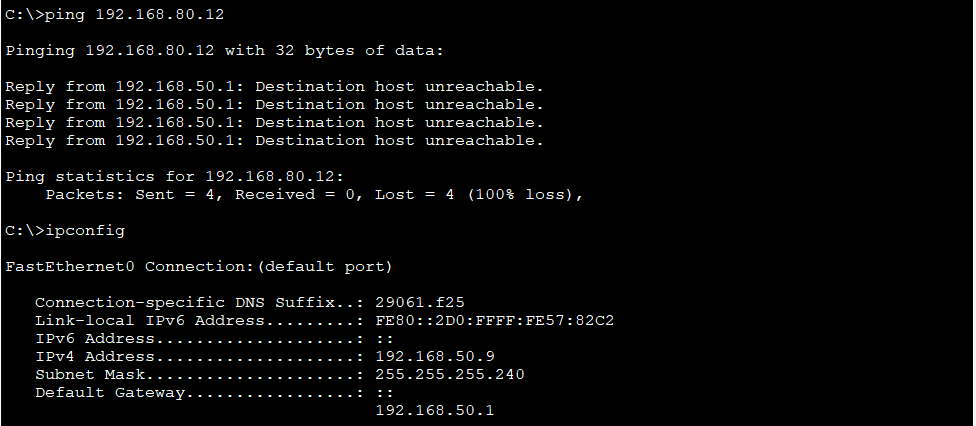 C:\>ping 192.168.80.12
Pinging 192.168.80.12 with 32 bytes of data:
Reply from 192.168.50.1: Destination host unreachable.
Reply from 192.168.50.1: Destination host unreachable.
Reply from 192.168.50.1: Destination host unreachable.
Reply from 192.168.50.1: Destination host unreachable.
Ping statistics for 192.168.80.12:
    Packets: Sent = 4, Received = 0, Lost = 4 (100% loss),
C:\>ipconfig
FastEthernet0 Connection:(default port)
   Connection-specific DNS Suffix..: 29061.f25
   Link-local IPv6 Address.........: FE80::2D0:FFFF:FE57:82C2
   IPv6 Address....................: ::
   IPv4 Address....................: 192.168.50.9
   Subnet Mask.....................: 255.255.255.240
   Default Gateway.................: ::
                                     192.168.50.1